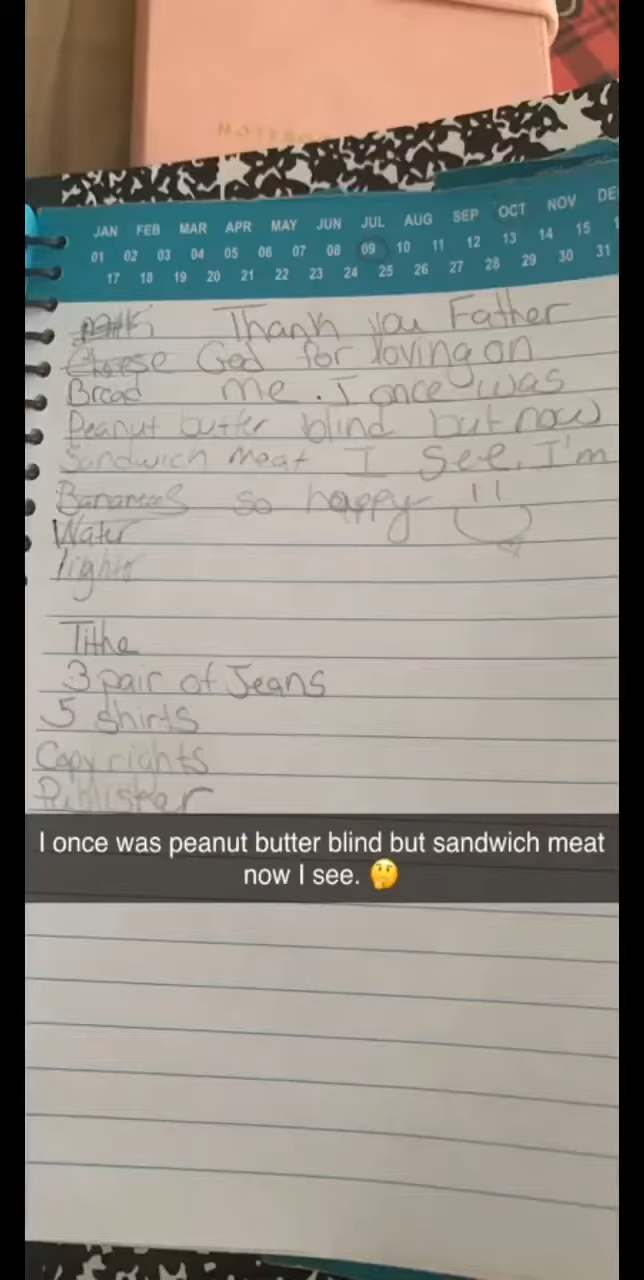 NOTEBO
JAN FEB MAR APR MAY JUN JUL AUG SEP OCT NOV DE
01 02 03 04 05 06 07 08 09 10 11 12 13 14 15
17 18 19 20 21 22 23 24 25 26 27 28 29 30 31
Thank you Father
Cheese God for loving on
Bread me. I once was
Peanut butter blind but now
Sandwich meat I see. I'm
Bananas so happy
Water
lights
Tithe
3 pair of Jeans
5 shirts
Copyrights
Publisher
I once was peanut butter blind but sandwich meat
now I see. 🤔